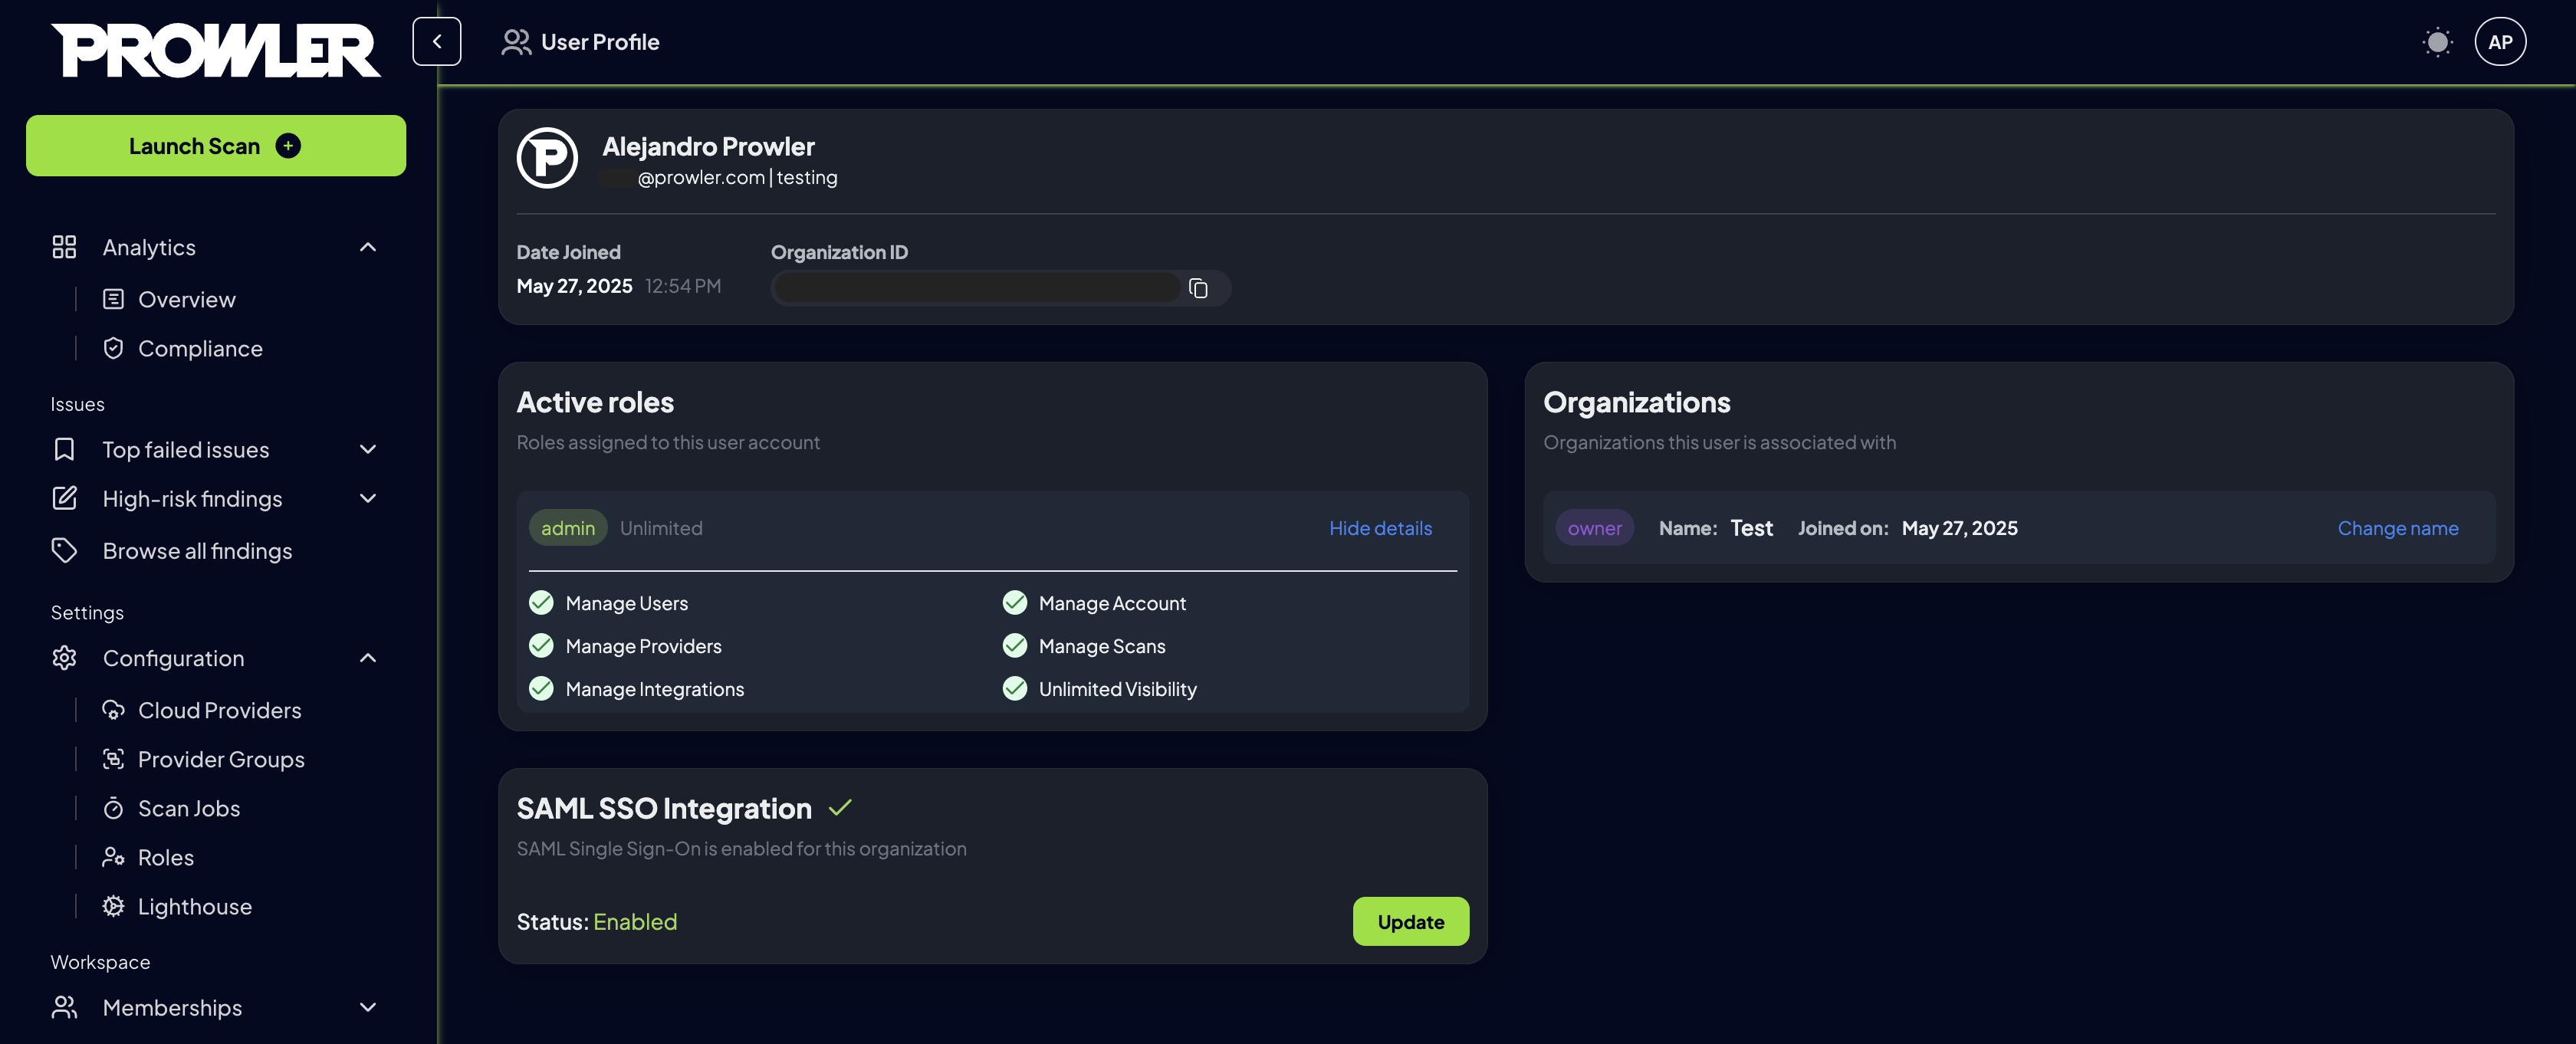 PROWLER
User Profile
AP
Launch Scan
Analytics
Overview
Compliance
Issues
Top failed issues
High-risk findings
Browse all findings
Settings
Configuration
Cloud Providers
Provider Groups
Scan Jobs
Roles
Lighthouse
Workspace
Memberships
Alejandro Prowler
@prowler.com | testing
Date Joined
May 27, 2025 12:54 PM
Organization ID
Active roles
Roles assigned to this user account
admin Unlimited Hide details
Manage Users
Manage Account
Manage Providers
Manage Scans
Manage Integrations
Unlimited Visibility
Organizations
Organizations this user is associated with
owner Name: Test Joined on: May 27, 2025 Change name
SAML SSO Integration
SAML Single Sign-On is enabled for this organization
Status: Enabled
Update